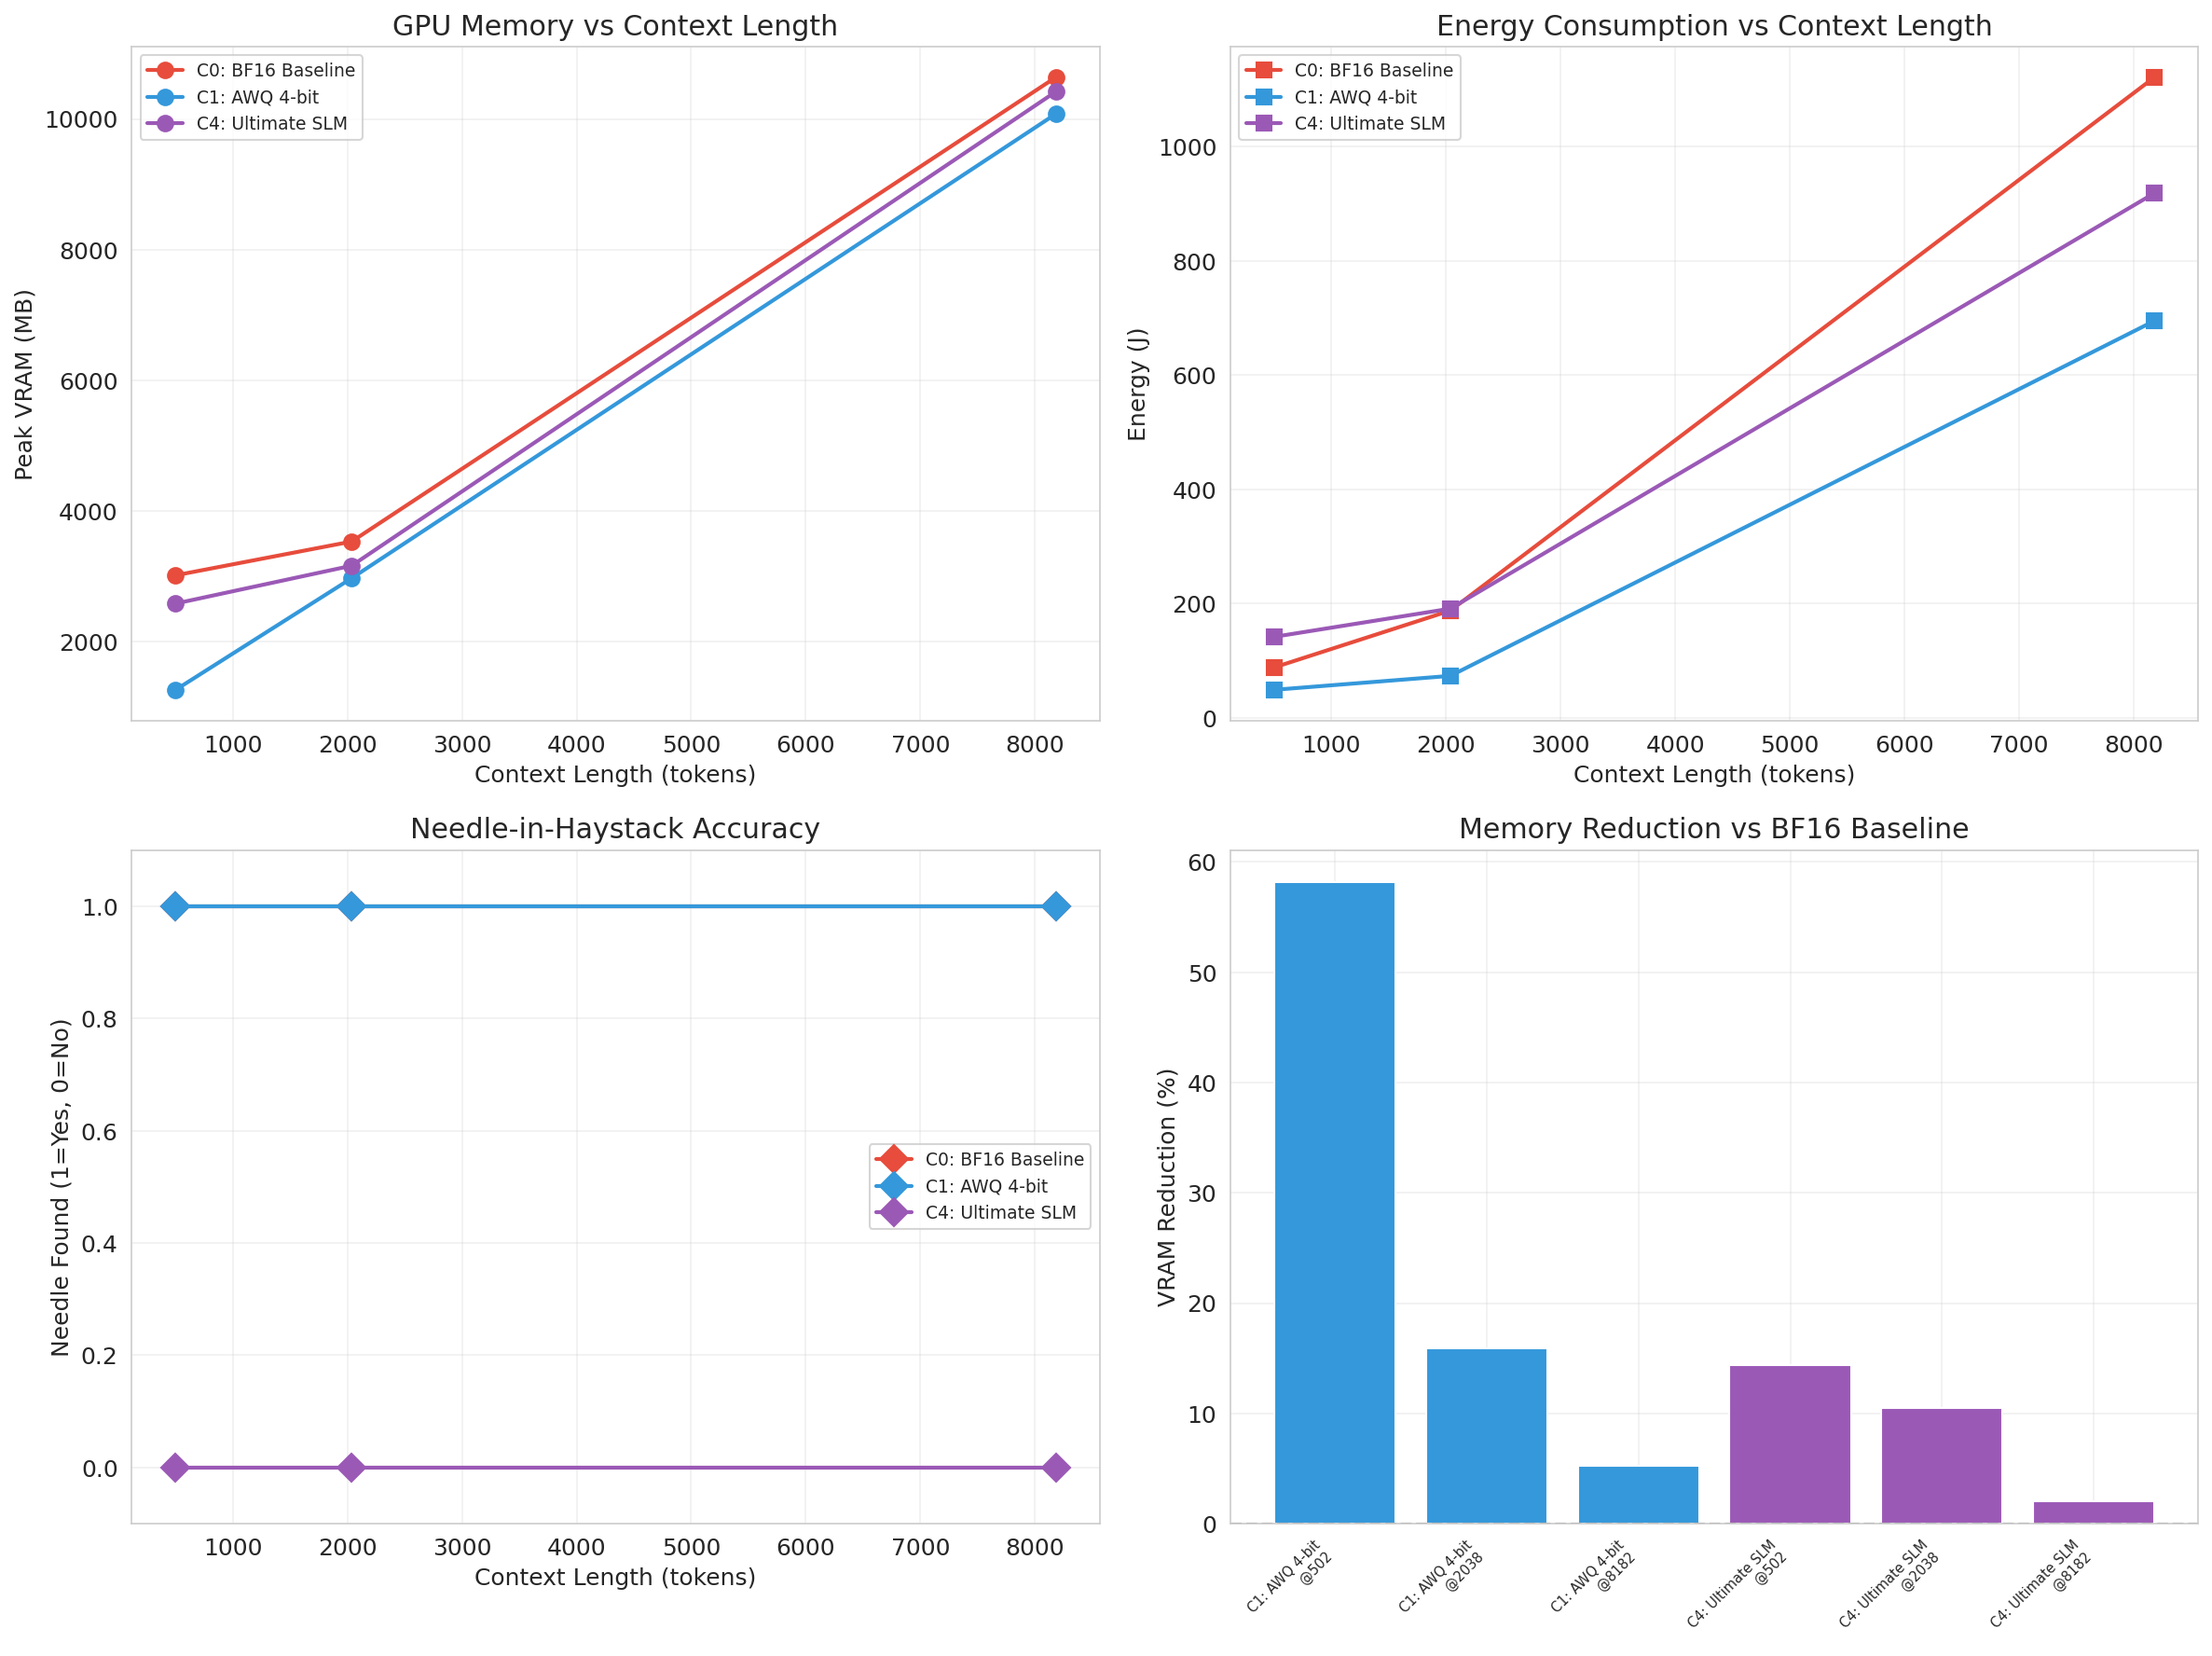 GPU Memory vs Context Length
C0: BF16 Baseline
C1: AWQ 4-bit
C4: Ultimate SLM
Peak VRAM (MB)
10000
8000
6000
4000
2000
1000 2000 3000 4000 5000 6000 7000 8000
Context Length (tokens)
Energy Consumption vs Context Length
C0: BF16 Baseline
C1: AWQ 4-bit
C4: Ultimate SLM
Energy (J)
1000
800
600
400
200
0
1000 2000 3000 4000 5000 6000 7000 8000
Context Length (tokens)
Needle-in-Haystack Accuracy
Needle Found (1=Yes, 0=No)
1.0
0.8
0.6
0.4
0.2
0.0
C0: BF16 Baseline
C1: AWQ 4-bit
C4: Ultimate SLM
1000 2000 3000 4000 5000 6000 7000 8000
Context Length (tokens)
Memory Reduction vs BF16 Baseline
VRAM Reduction (%)
60
50
40
30
20
10
0
C1: AWQ 4-bit
@502
C1: AWQ 4-bit
@2038
C1: AWQ 4-bit
@8182
C4: Ultimate SLM
@502
C4: Ultimate SLM
@2038
C4: Ultimate SLM
@8182